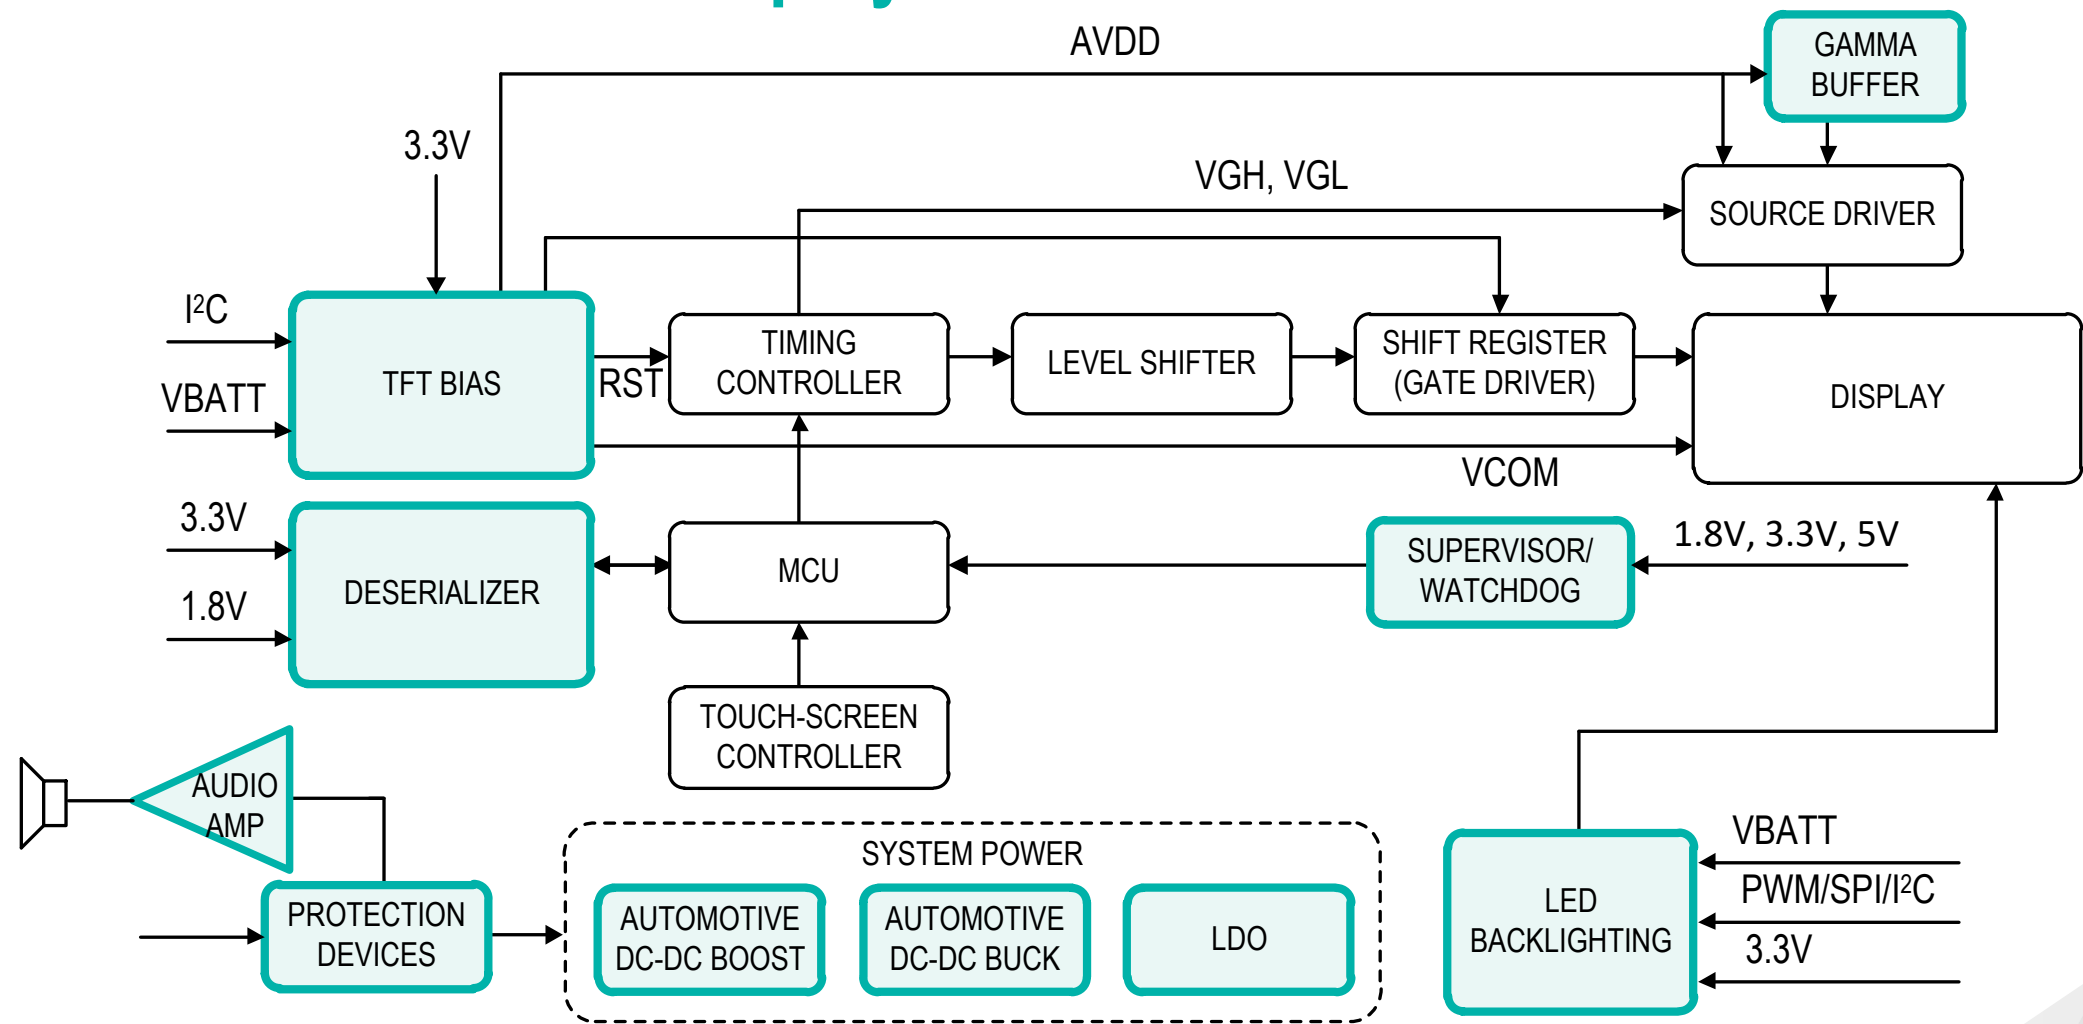 AVDD
GAMMA
BUFFER
3.3V
VGH, VGL
SOURCE DRIVER
I²C
VBATT
TFT BIAS
RST
TIMING
CONTROLLER
LEVEL SHIFTER
SHIFT REGISTER
(GATE DRIVER)
DISPLAY
VCOM
3.3V
1.8V
DESERIALIZER
MCU
SUPERVISOR/
WATCHDOG
1.8V, 3.3V, 5V
TOUCH-SCREEN
CONTROLLER
AUDIO
AMP
PROTECTION
DEVICES
SYSTEM POWER
AUTOMOTIVE
DC-DC BOOST
AUTOMOTIVE
DC-DC BUCK
LDO
LED
BACKLIGHTING
VBATT
PWM/SPI/I²C
3.3V